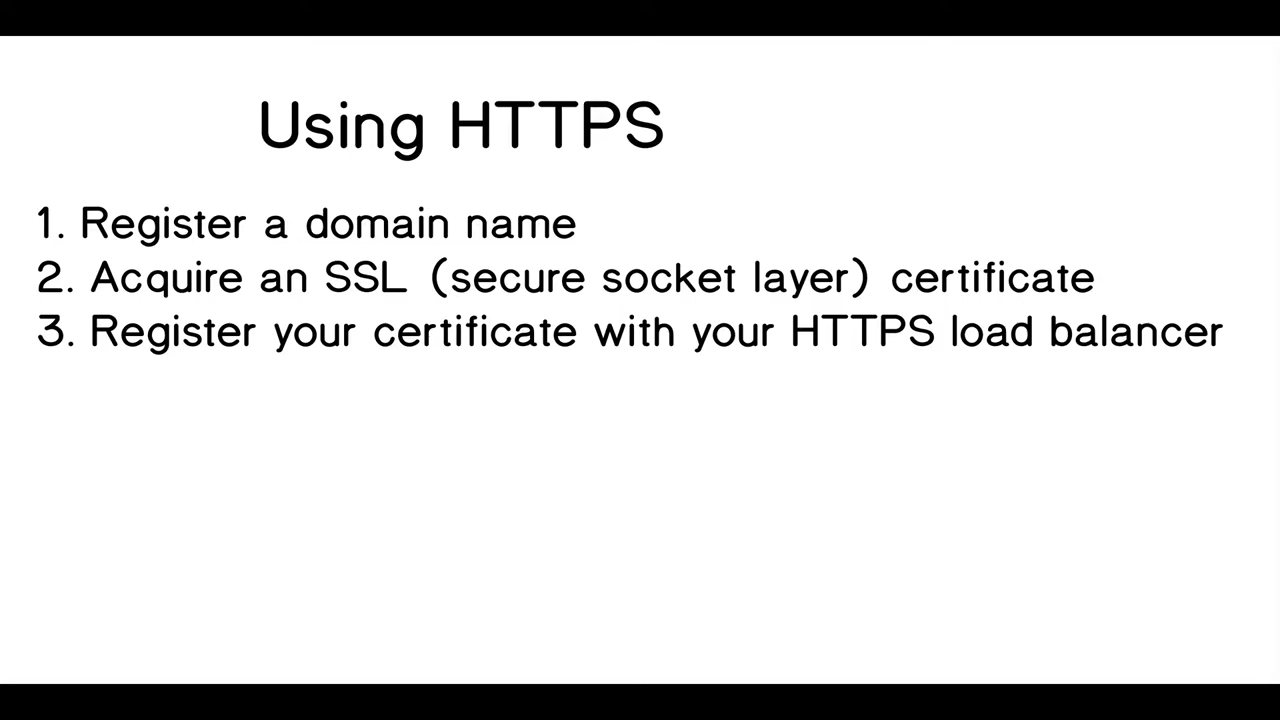 Using HTTPS
1. Register a domain name
2. Acquire an SSL (secure socket layer) certificate
3. Register your certificate with your HTTPS load balancer